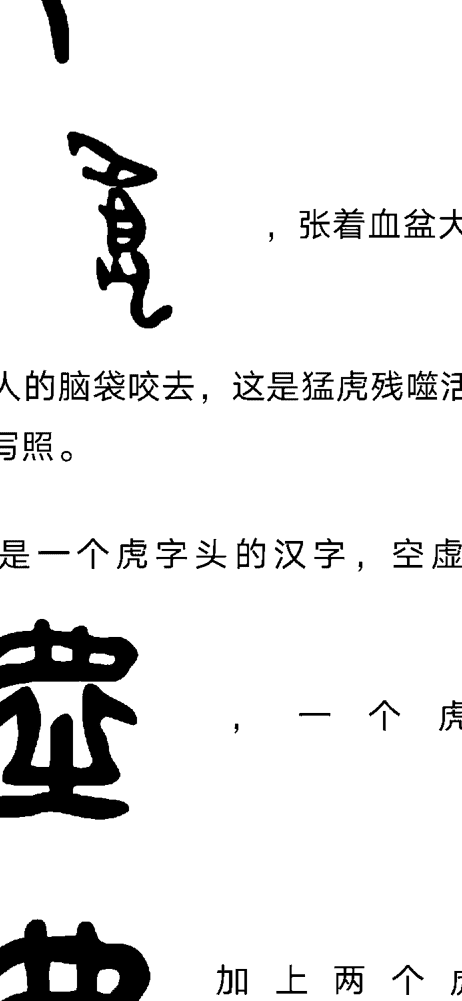 ，张着血盆大
人的脑袋咬去，这是猛虎残噬活
写照。
是一个虎字头的汉字，空虚
，一个虎
加上两个虎